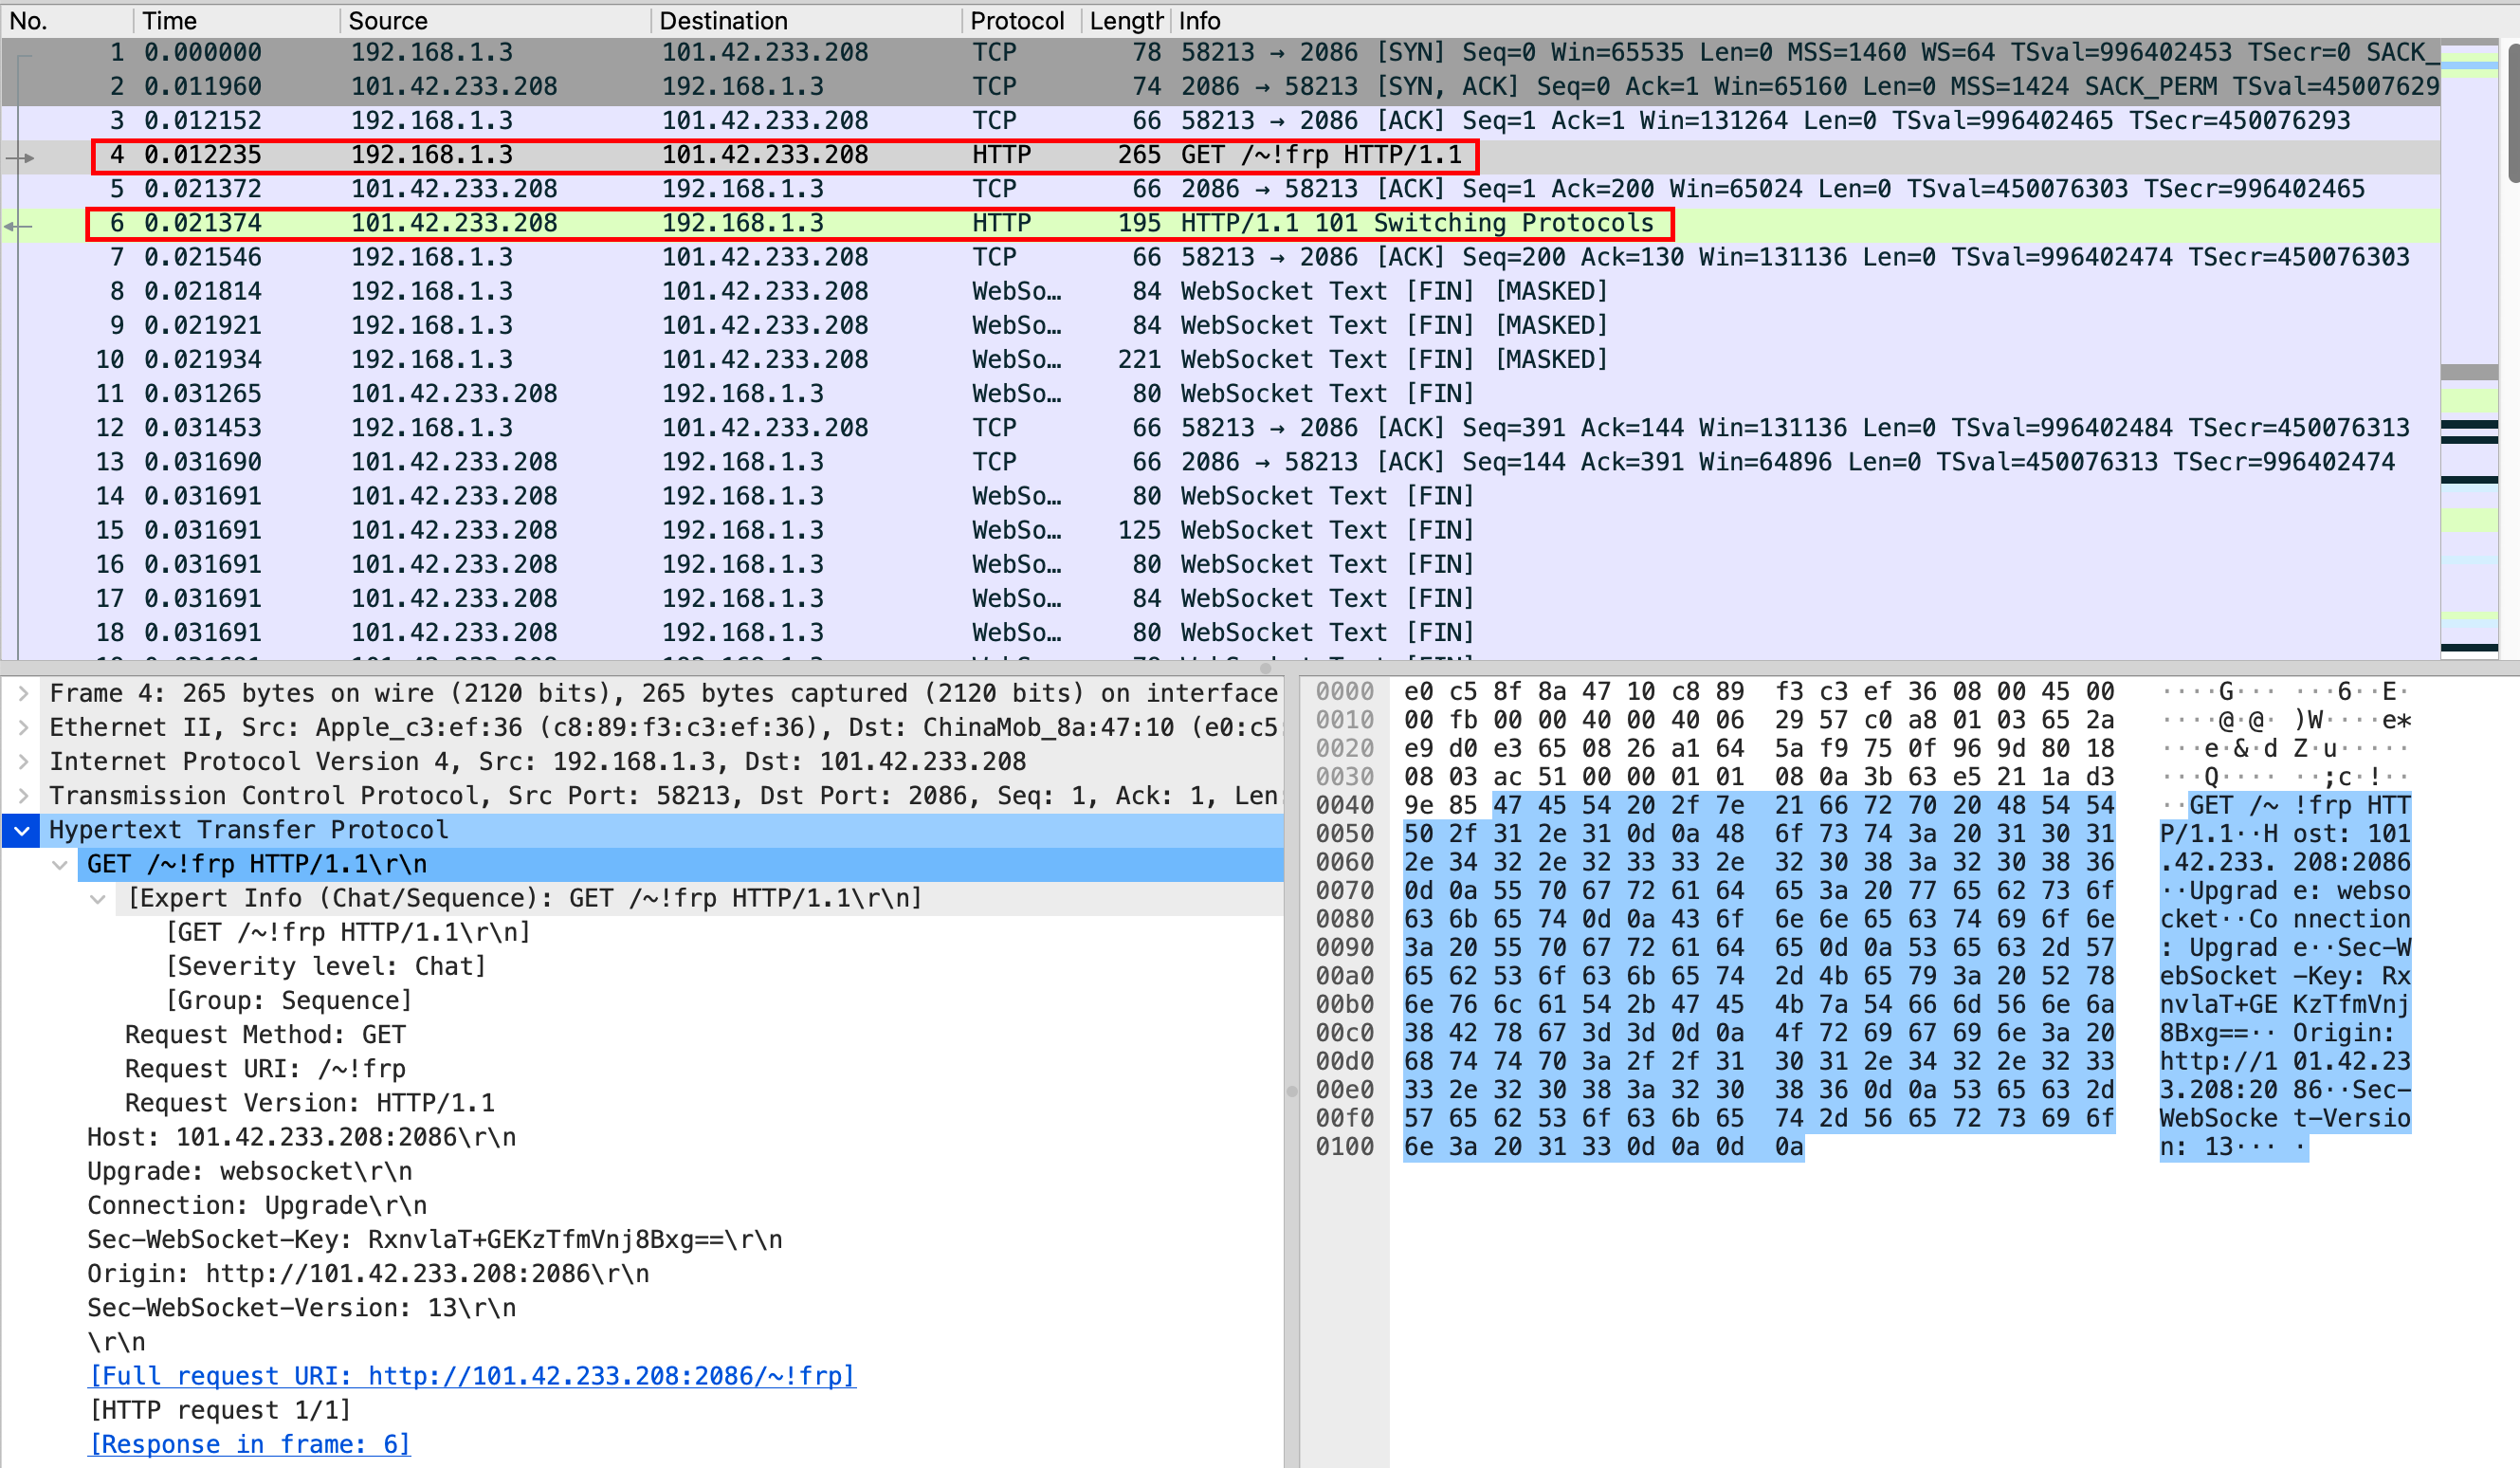 No. Time Source Destination Protocol Length Info
1 0.000000 192.168.1.3 101.42.233.208 TCP 78 58213 → 2086 [SYN] Seq=0 Win=65535 Len=0 MSS=1460 WS=64 TSval=996402453 TSecr=0 SACK_
2 0.011960 101.42.233.208 192.168.1.3 TCP 74 2086 → 58213 [SYN, ACK] Seq=0 Ack=1 Win=65160 Len=0 MSS=1424 SACK_PERM TSval=45007629
3 0.012152 192.168.1.3 101.42.233.208 TCP 66 58213 → 2086 [ACK] Seq=1 Ack=1 Win=131264 Len=0 TSval=996402465 TSecr=450076293
4 0.012235 192.168.1.3 101.42.233.208 HTTP 265 GET /~!frp HTTP/1.1
5 0.021372 101.42.233.208 192.168.1.3 TCP 66 2086 → 58213 [ACK] Seq=1 Ack=200 Win=65024 Len=0 TSval=450076303 TSecr=996402465
6 0.021374 101.42.233.208 192.168.1.3 HTTP 195 HTTP/1.1 101 Switching Protocols
7 0.021546 192.168.1.3 101.42.233.208 TCP 66 58213 → 2086 [ACK] Seq=200 Ack=130 Win=131136 Len=0 TSval=996402474 TSecr=450076303
8 0.021814 192.168.1.3 101.42.233.208 WebSo… 84 WebSocket Text [FIN] [MASKED]
9 0.021921 192.168.1.3 101.42.233.208 WebSo… 84 WebSocket Text [FIN] [MASKED]
10 0.021934 192.168.1.3 101.42.233.208 WebSo… 221 WebSocket Text [FIN] [MASKED]
11 0.031265 101.42.233.208 192.168.1.3 WebSo… 80 WebSocket Text [FIN]
12 0.031453 192.168.1.3 101.42.233.208 TCP 66 58213 → 2086 [ACK] Seq=391 Ack=144 Win=131136 Len=0 TSval=996402484 TSecr=450076313
13 0.031690 101.42.233.208 192.168.1.3 TCP 66 2086 → 58213 [ACK] Seq=144 Ack=391 Win=64896 Len=0 TSval=450076313 TSecr=996402474
14 0.031691 101.42.233.208 192.168.1.3 WebSo… 80 WebSocket Text [FIN]
15 0.031691 101.42.233.208 192.168.1.3 WebSo… 125 WebSocket Text [FIN]
16 0.031691 101.42.233.208 192.168.1.3 WebSo… 80 WebSocket Text [FIN]
17 0.031691 101.42.233.208 192.168.1.3 WebSo… 84 WebSocket Text [FIN]
18 0.031691 101.42.233.208 192.168.1.3 WebSo… 80 WebSocket Text [FIN]
Frame 4: 265 bytes on wire (2120 bits), 265 bytes captured (2120 bits) on interface
Ethernet II, Src: Apple_c3:ef:36 (c8:89:f3:c3:ef:36), Dst: ChinaMob_8a:47:10 (e0:c5:
Internet Protocol Version 4, Src: 192.168.1.3, Dst: 101.42.233.208
Transmission Control Protocol, Src Port: 58213, Dst Port: 2086, Seq: 1, Ack: 1, Len:
Hypertext Transfer Protocol
GET /~!frp HTTP/1.1\r\n
[Expert Info (Chat/Sequence): GET /~!frp HTTP/1.1\r\n]
[GET /~!frp HTTP/1.1\r\n]
[Severity level: Chat]
[Group: Sequence]
Request Method: GET
Request URI: /~!frp
Request Version: HTTP/1.1
Host: 101.42.233.208:2086\r\n
Upgrade: websocket\r\n
Connection: Upgrade\r\n
Sec-WebSocket-Key: RxnvlaT+GEKzTfmVnj8Bxg==\r\n
Origin: http://101.42.233.208:2086\r\n
Sec-WebSocket-Version: 13\r\n
\r\n
[Full request URI: http://101.42.233.208:2086/~!frp]
[HTTP request 1/1]
[Response in frame: 6]
0000 e0 c5 8f 8a 47 10 c8 89 f3 c3 ef 36 08 00 45 00 ····G··· ···6··E·
0010 00 fb 00 00 40 00 40 06 29 57 c0 a8 01 03 65 2a ····@·@· )W····e*
0020 e9 d0 e3 65 08 26 a1 64 5a f9 75 0f 96 9d 80 18 ···e·&·d Z·u·····
0030 08 03 ac 51 00 00 01 01 08 0a 3b 63 e5 21 1a d3 ···Q···· ··;c·!··
0040 9e 85 47 45 54 20 2f 7e 21 66 72 70 20 48 54 54 ··GET /~ !frp HTT
0050 50 2f 31 2e 31 0d 0a 48 6f 73 74 3a 20 31 30 31 P/1.1··H ost: 101
0060 2e 34 32 2e 32 33 33 2e 32 30 38 3a 32 30 38 36 .42.233. 208:2086
0070 0d 0a 55 70 67 72 61 64 65 3a 20 77 65 62 73 6f ··Upgrad e: webso
0080 63 6b 65 74 0d 0a 43 6f 6e 6e 65 63 74 69 6f 6e cket··Co nnection
0090 3a 20 55 70 67 72 61 64 65 0d 0a 53 65 63 2d 57 : Upgrad e··Sec-W
00a0 65 62 53 6f 63 6b 65 74 2d 4b 65 79 3a 20 52 78 ebSocket -Key: Rx
00b0 6e 76 6c 61 54 2b 47 45 4b 7a 54 66 6d 56 6e 6a nvlaT+GE KzTfmVnj
00c0 38 42 78 67 3d 3d 0d 0a 4f 72 69 67 69 6e 3a 20 8Bxg==·· Origin:
00d0 68 74 74 70 3a 2f 2f 31 30 31 2e 34 32 2e 32 33 http://1 01.42.23
00e0 33 2e 32 30 38 3a 32 30 38 36 0d 0a 53 65 63 2d 3.208:20 86··Sec-
00f0 57 65 62 53 6f 63 6b 65 74 2d 56 65 72 73 69 6f WebSocke t-Versio
0100 6e 3a 20 31 33 0d 0a 0d 0a n: 13··· ·